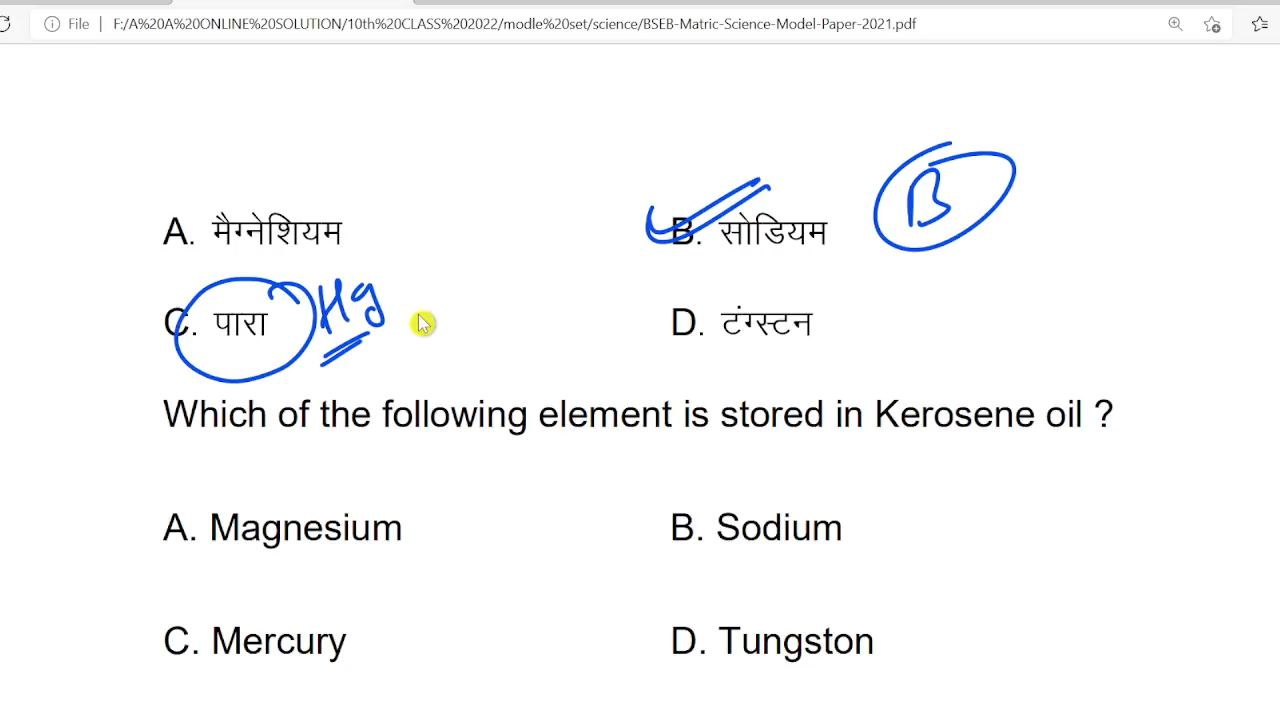 File F:/A%20A%20ONLINE%20SOLUTION/10th%20CLASS%202022/modle%20set/science/BSEB-Matric-Science-Model-Paper-2021.pdf
A. मैग्नेशियम B. सोडियम B
C. पारा Hg D. टंग्स्टन
Which of the following element is stored in Kerosene oil ?
A. Magnesium B. Sodium
C. Mercury D. Tungston